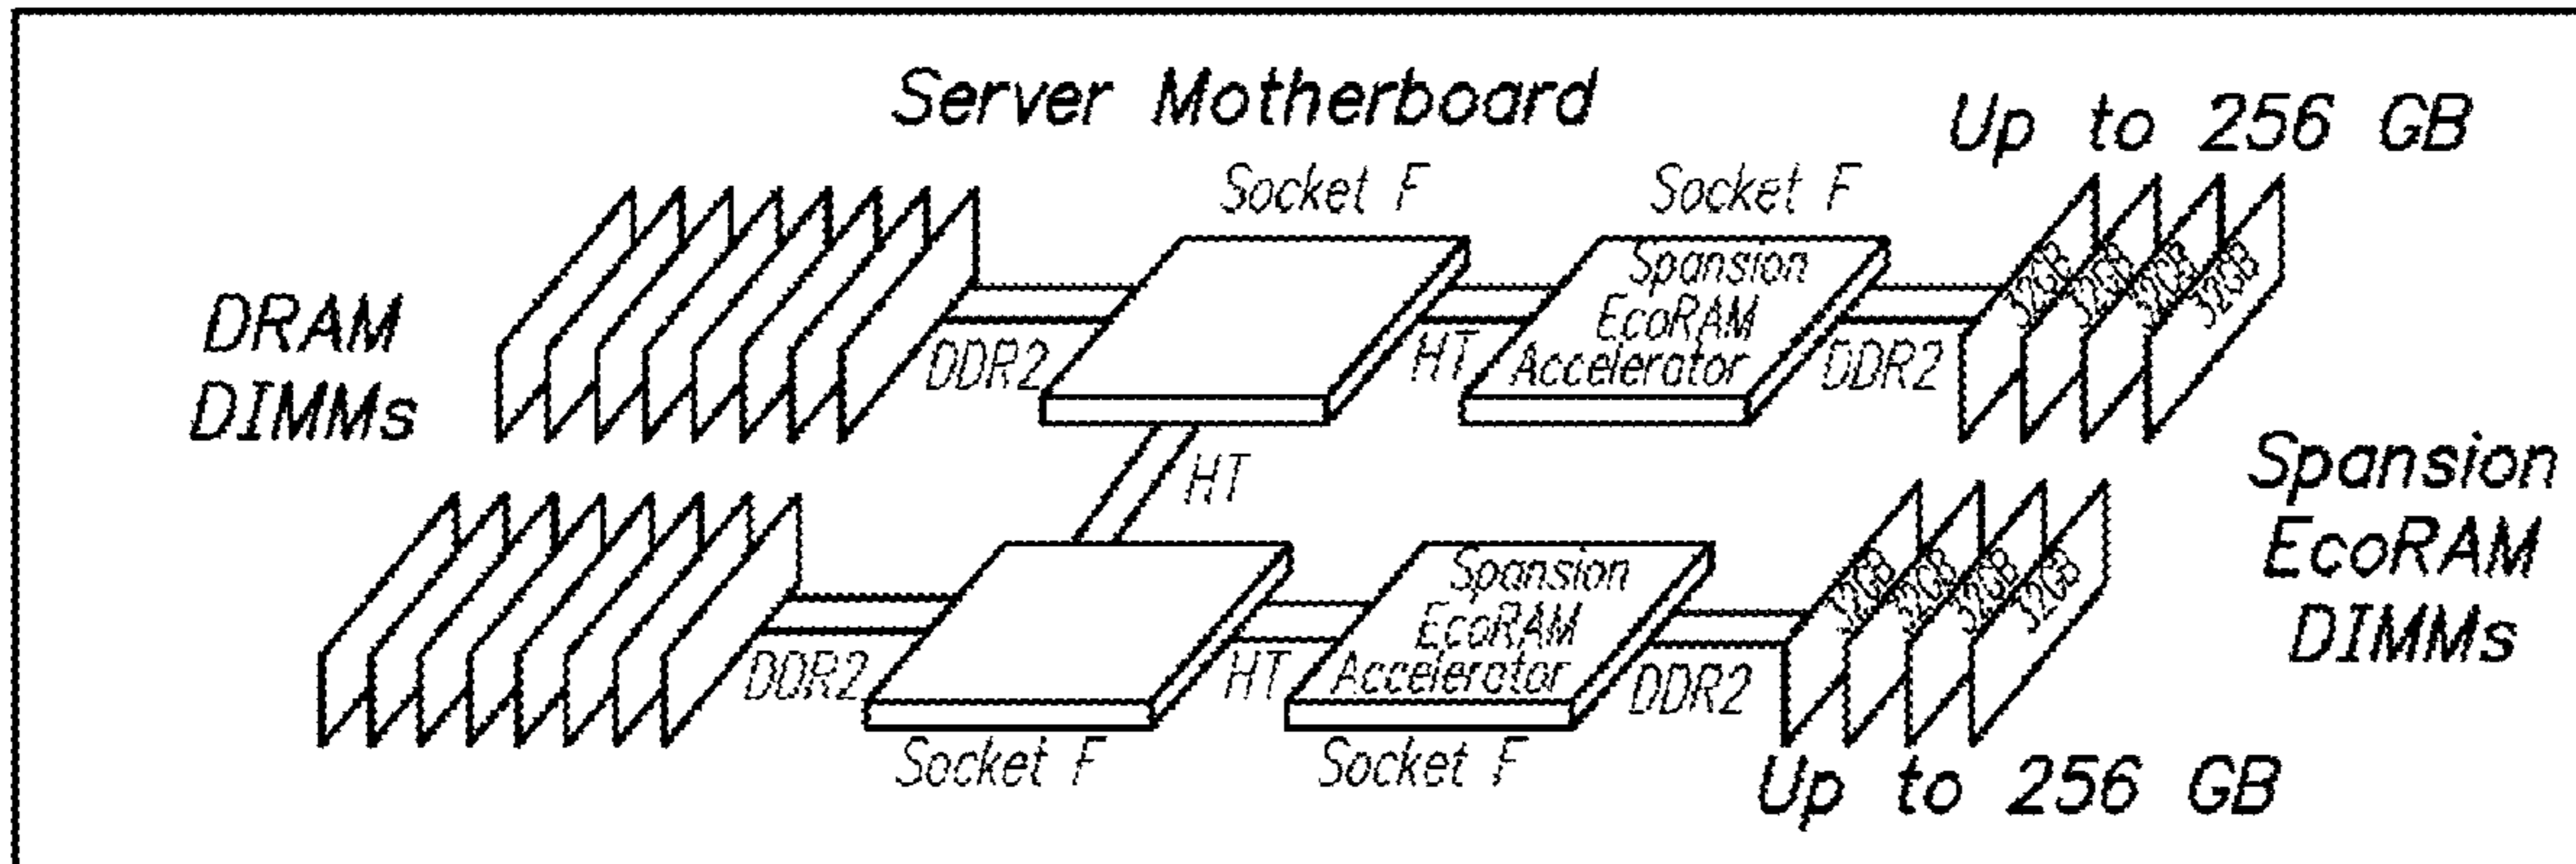 Server Motherboard
Up to 256 GB
Socket F
Socket F
DRAM
DIMMs
DDR2
HT
Spansion
EcoRAM
Accelerator
DDR2
32GB
32GB
32GB
32GB
HT
Spansion
EcoRAM
DIMMs
DDR2
HT
Spansion
EcoRAM
Accelerator
DDR2
32GB
32GB
32GB
32GB
Socket F
Socket F
Up to 256 GB